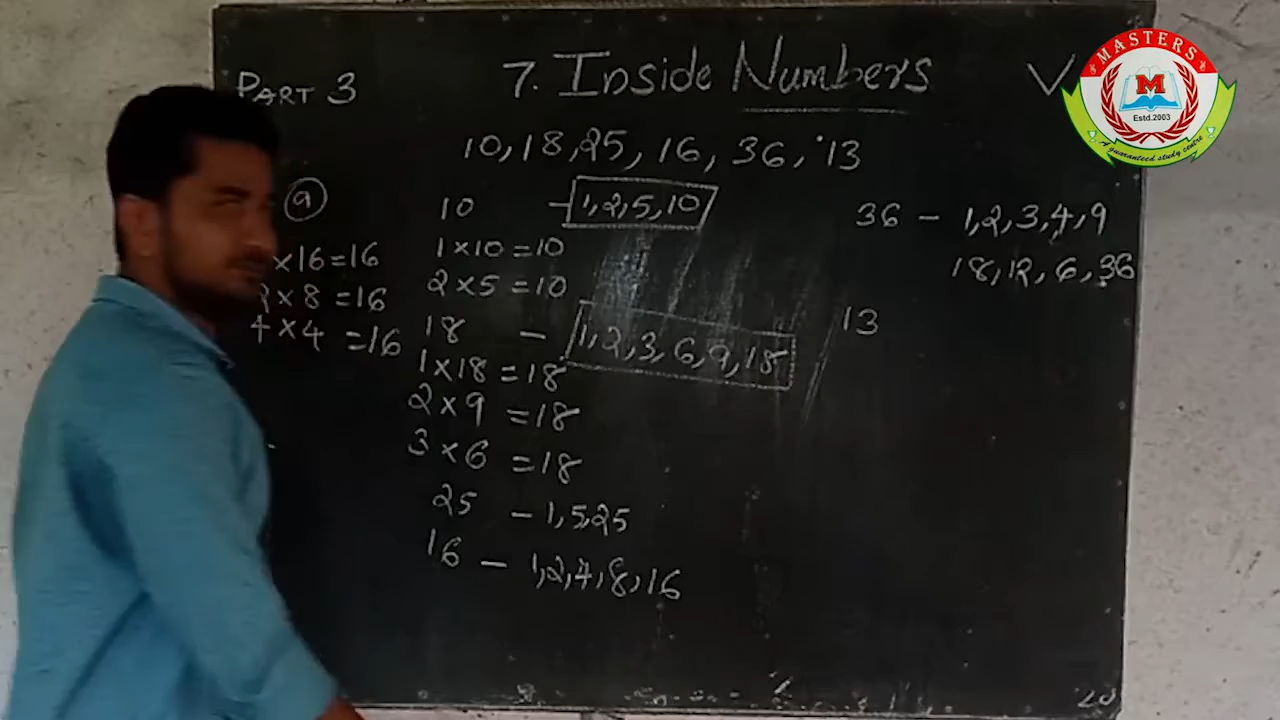 PART 3
7. Inside Numbers
V
MASTERS
M
Estd.2003
A guaranteed study centre
10, 18, 25, 16, 36, 13
a
×16=16
2×8=16
4×4=16
10 - 1,2,5,10
1×10=10
2×5=10
18 - 1,2,3,6,9,18
1×18=18
2×9=18
3×6=18
25 - 1,5,25
16 - 1,2,4,8,16
36 - 1,2,3,4,9
18,12,6,36
13